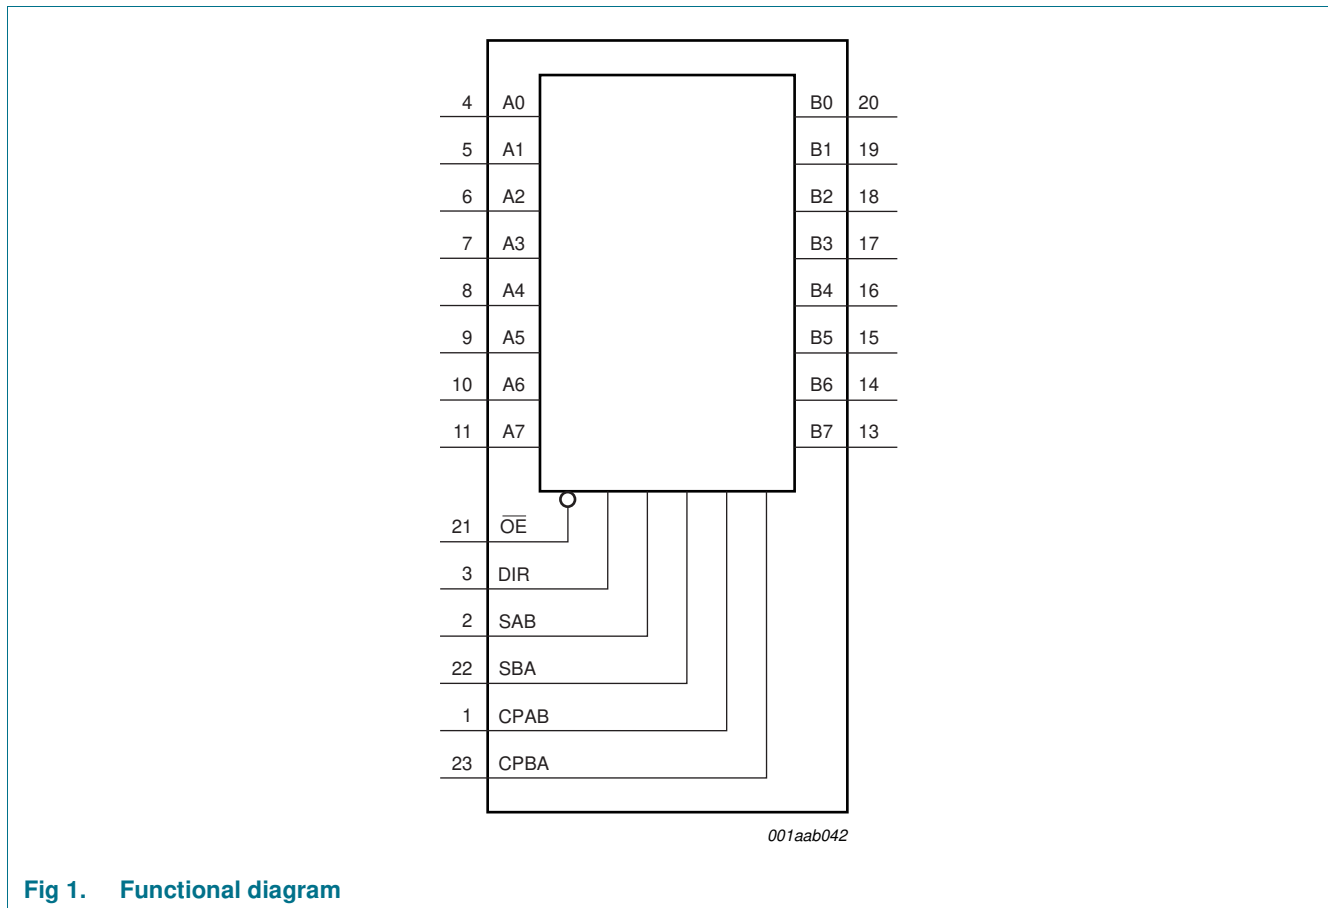 4 A0 B0 20
5 A1 B1 19
6 A2 B2 18
7 A3 B3 17
8 A4 B4 16
9 A5 B5 15
10 A6 B6 14
11 A7 B7 13
21 O̅E̅
3 DIR
2 SAB
22 SBA
1 CPAB
23 CPBA
001aab042
Fig 1. Functional diagram